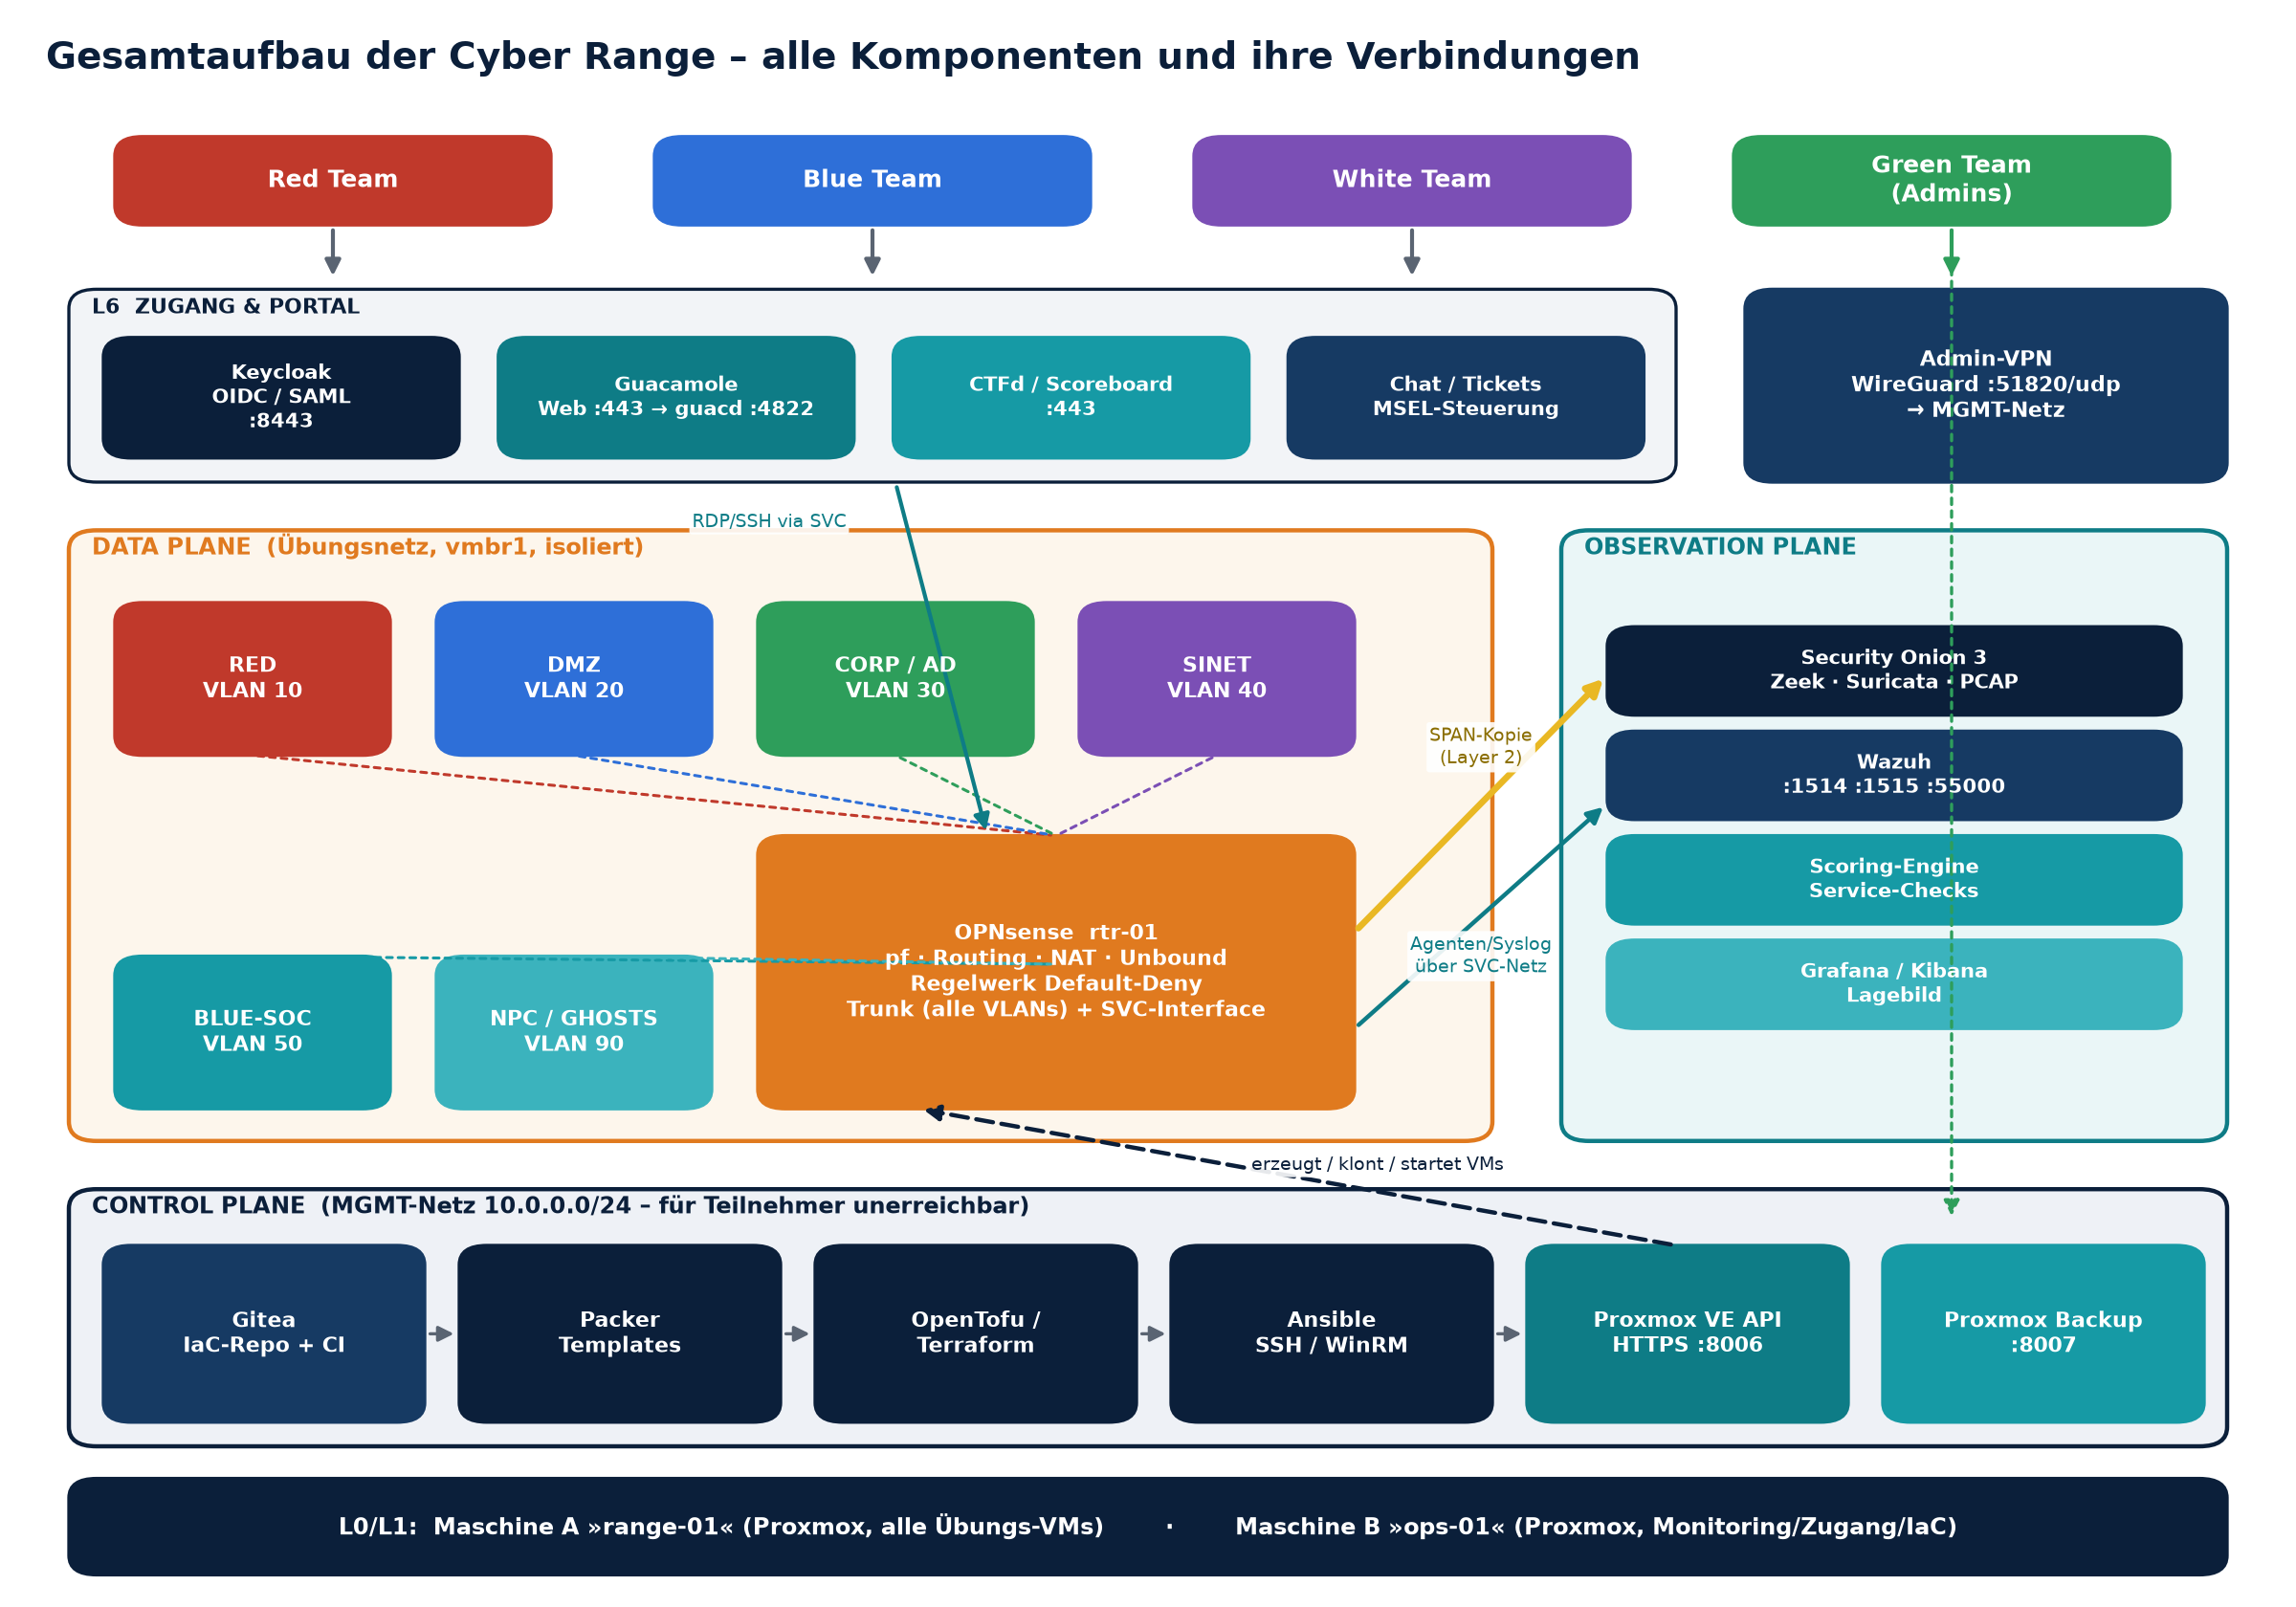 Gesamtaufbau der Cyber Range – alle Komponenten und ihre Verbindungen
Red Team
Blue Team
White Team
Green Team
(Admins)
L6  ZUGANG & PORTAL
Keycloak
OIDC / SAML
:8443
Guacamole
Web :443 → guacd :4822
CTFd / Scoreboard
:443
Chat / Tickets
MSEL-Steuerung
Admin-VPN
WireGuard :51820/udp
→ MGMT-Netz
RDP/SSH via SVC
DATA PLANE  (Übungsnetz, vmbr1, isoliert)
RED
VLAN 10
DMZ
VLAN 20
CORP / AD
VLAN 30
SINET
VLAN 40
OPNsense  rtr-01
pf · Routing · NAT · Unbound
Regelwerk Default-Deny
Trunk (alle VLANs) + SVC-Interface
BLUE-SOC
VLAN 50
NPC / GHOSTS
VLAN 90
SPAN-Kopie
(Layer 2)
Agenten/Syslog
über SVC-Netz
OBSERVATION PLANE
Security Onion 3
Zeek · Suricata · PCAP
Wazuh
:1514 :1515 :55000
Scoring-Engine
Service-Checks
Grafana / Kibana
Lagebild
erzeugt / klont / startet VMs
CONTROL PLANE  (MGMT-Netz 10.0.0.0/24 – für Teilnehmer unerreichbar)
Gitea
IaC-Repo + CI
Packer
Templates
OpenTofu /
Terraform
Ansible
SSH / WinRM
Proxmox VE API
HTTPS :8006
Proxmox Backup
:8007
L0/L1:  Maschine A »range-01« (Proxmox, alle Übungs-VMs)  ·  Maschine B »ops-01« (Proxmox, Monitoring/Zugang/IaC)